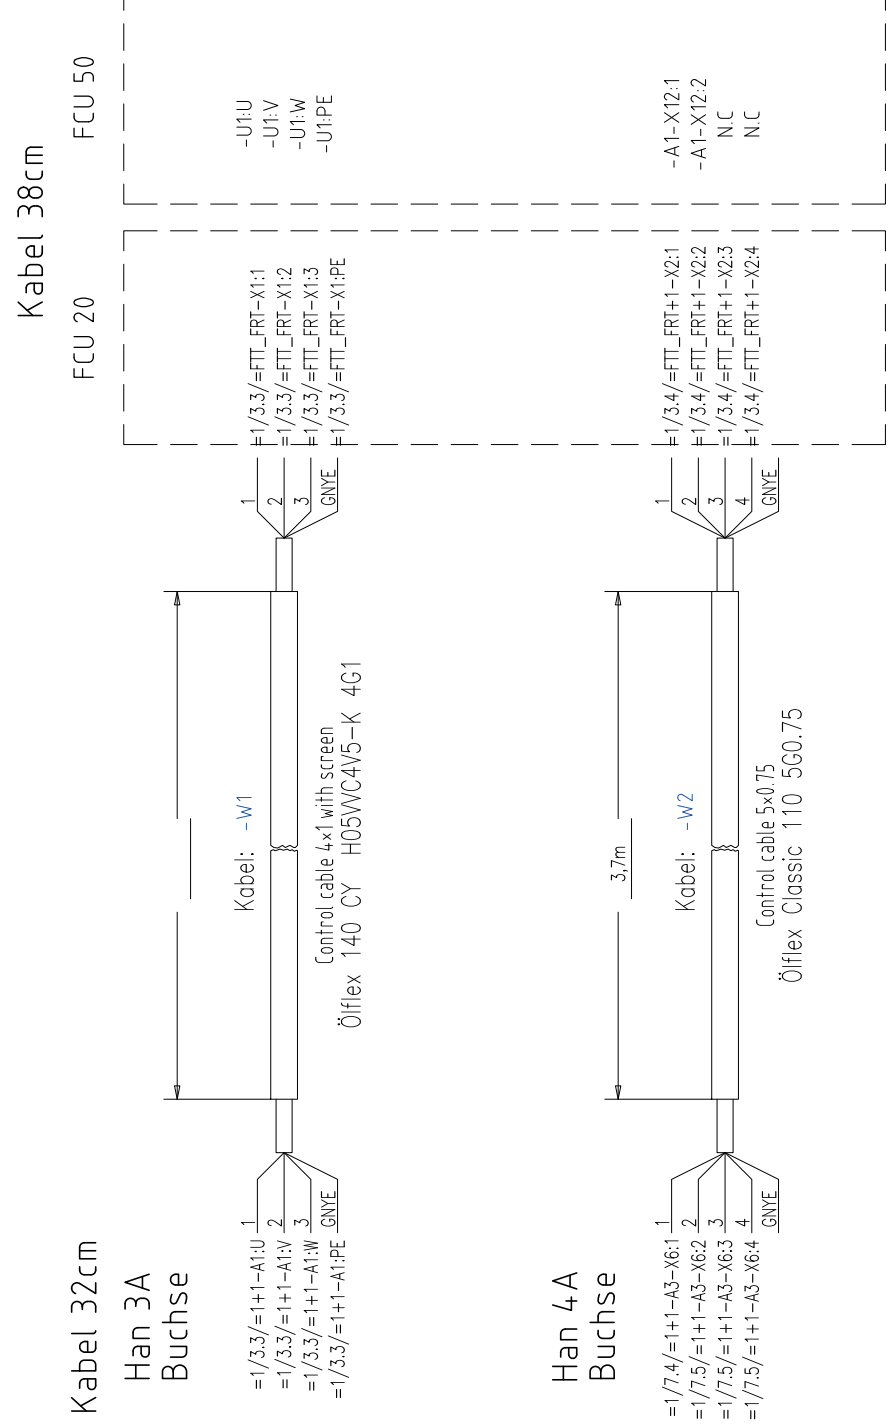 Kabel 32cm
Han 3A
Buchse
=1/3.3/=1+1-A1:U
=1/3.3/=1+1-A1:V
=1/3.3/=1+1-A1:W
=1/3.3/=1+1-A1:PE
1
2
3
GNYE
Kabel: -W1
Control cable 4x1 with screen
Ölflex 140 CY H05VVC4V5-K 4G1
1
2
3
GNYE
Kabel 38cm
FCU 20
=1/3.3/=FTT_FRT-X1:1
=1/3.3/=FTT_FRT-X1:2
=1/3.3/=FTT_FRT-X1:3
=1/3.3/=FTT_FRT-X1:PE
FCU 50
-U1:U
-U1:V
-U1:W
-U1:PE
Han 4A
Buchse
=1/7.4/=1+1-A3-X6:1
=1/7.5/=1+1-A3-X6:2
=1/7.5/=1+1-A3-X6:3
=1/7.5/=1+1-A3-X6:4
1
2
3
4
GNYE
3,7m
Kabel: -W2
Control cable 5x0.75
Ölflex Classic 110 5G0.75
1
2
3
4
GNYE
=1/3.4/=FTT_FRT+1-X2:1
=1/3.4/=FTT_FRT+1-X2:2
=1/3.4/=FTT_FRT+1-X2:3
=1/3.4/=FTT_FRT+1-X2:4
-A1-X12:1
-A1-X12:2
N.C
N.C